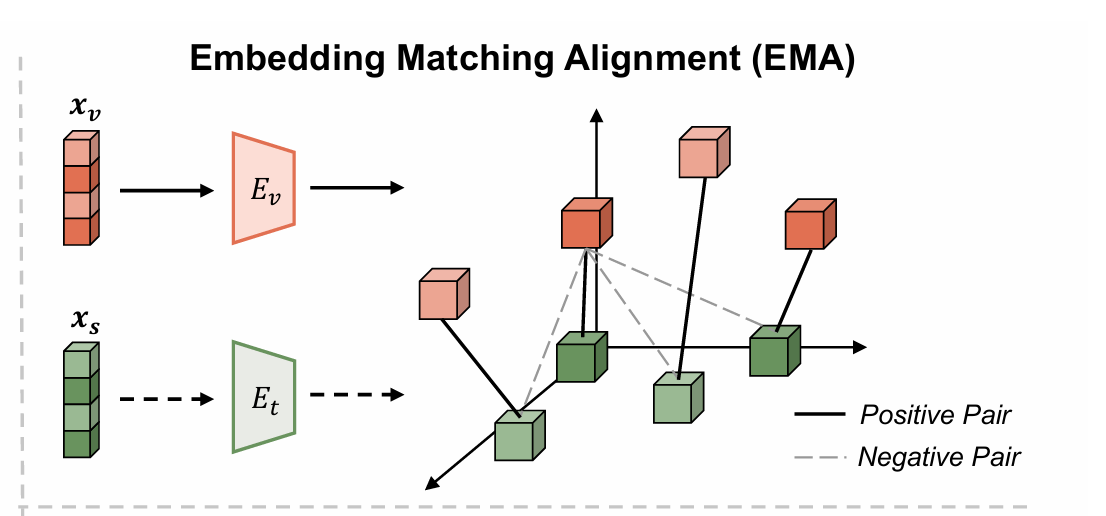 Embedding Matching Alignment (EMA)
x_v
E_v
x_s
E_t
Positive Pair
Negative Pair